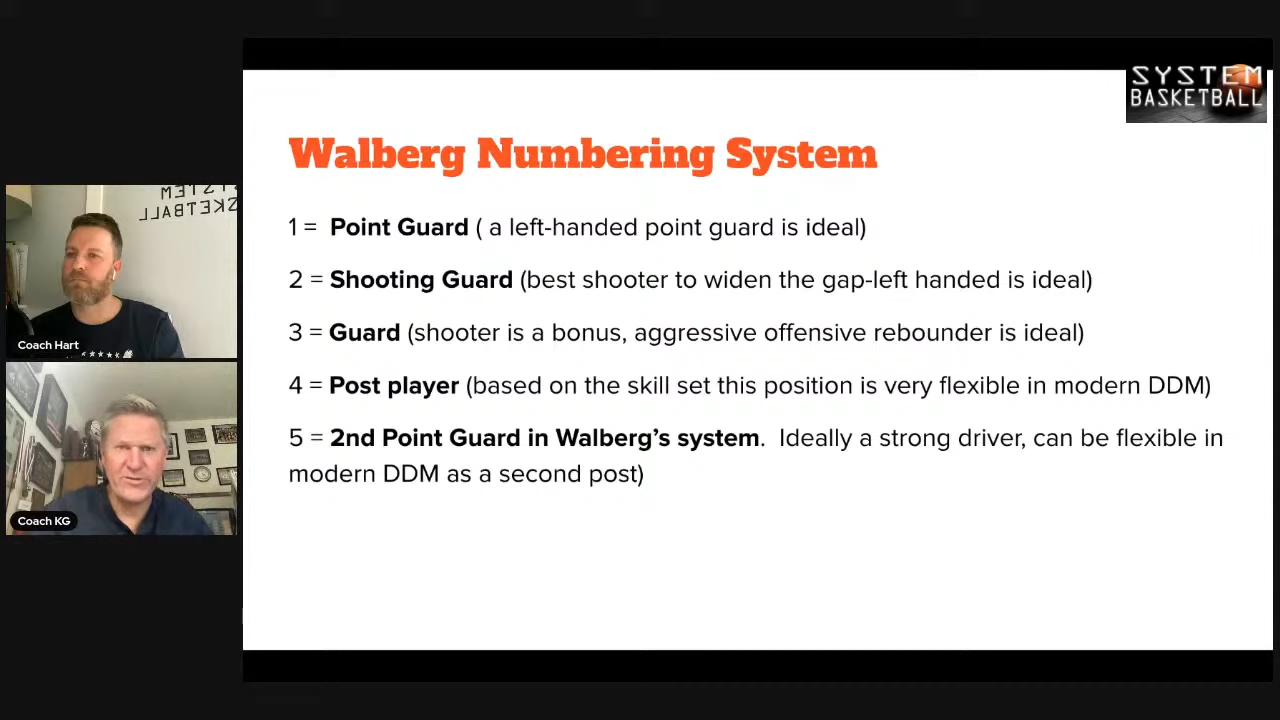 SYSTEM
BASKETBALL
Walberg Numbering System
1 = Point Guard ( a left-handed point guard is ideal)
2 = Shooting Guard (best shooter to widen the gap-left handed is ideal)
3 = Guard (shooter is a bonus, aggressive offensive rebounder is ideal)
4 = Post player (based on the skill set this position is very flexible in modern DDM)
5 = 2nd Point Guard in Walberg’s system.  Ideally a strong driver, can be flexible in
modern DDM as a second post)
Coach Hart
Coach KG